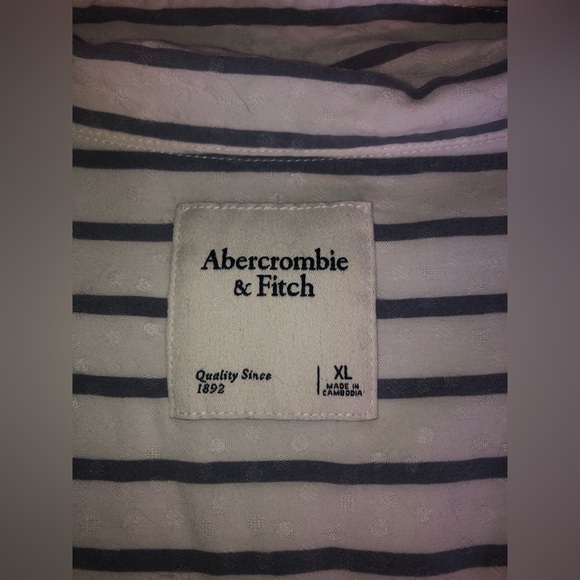 Abercrombie
& Fitch
Quality Since
1892
XL
MADE IN
CAMBODIA